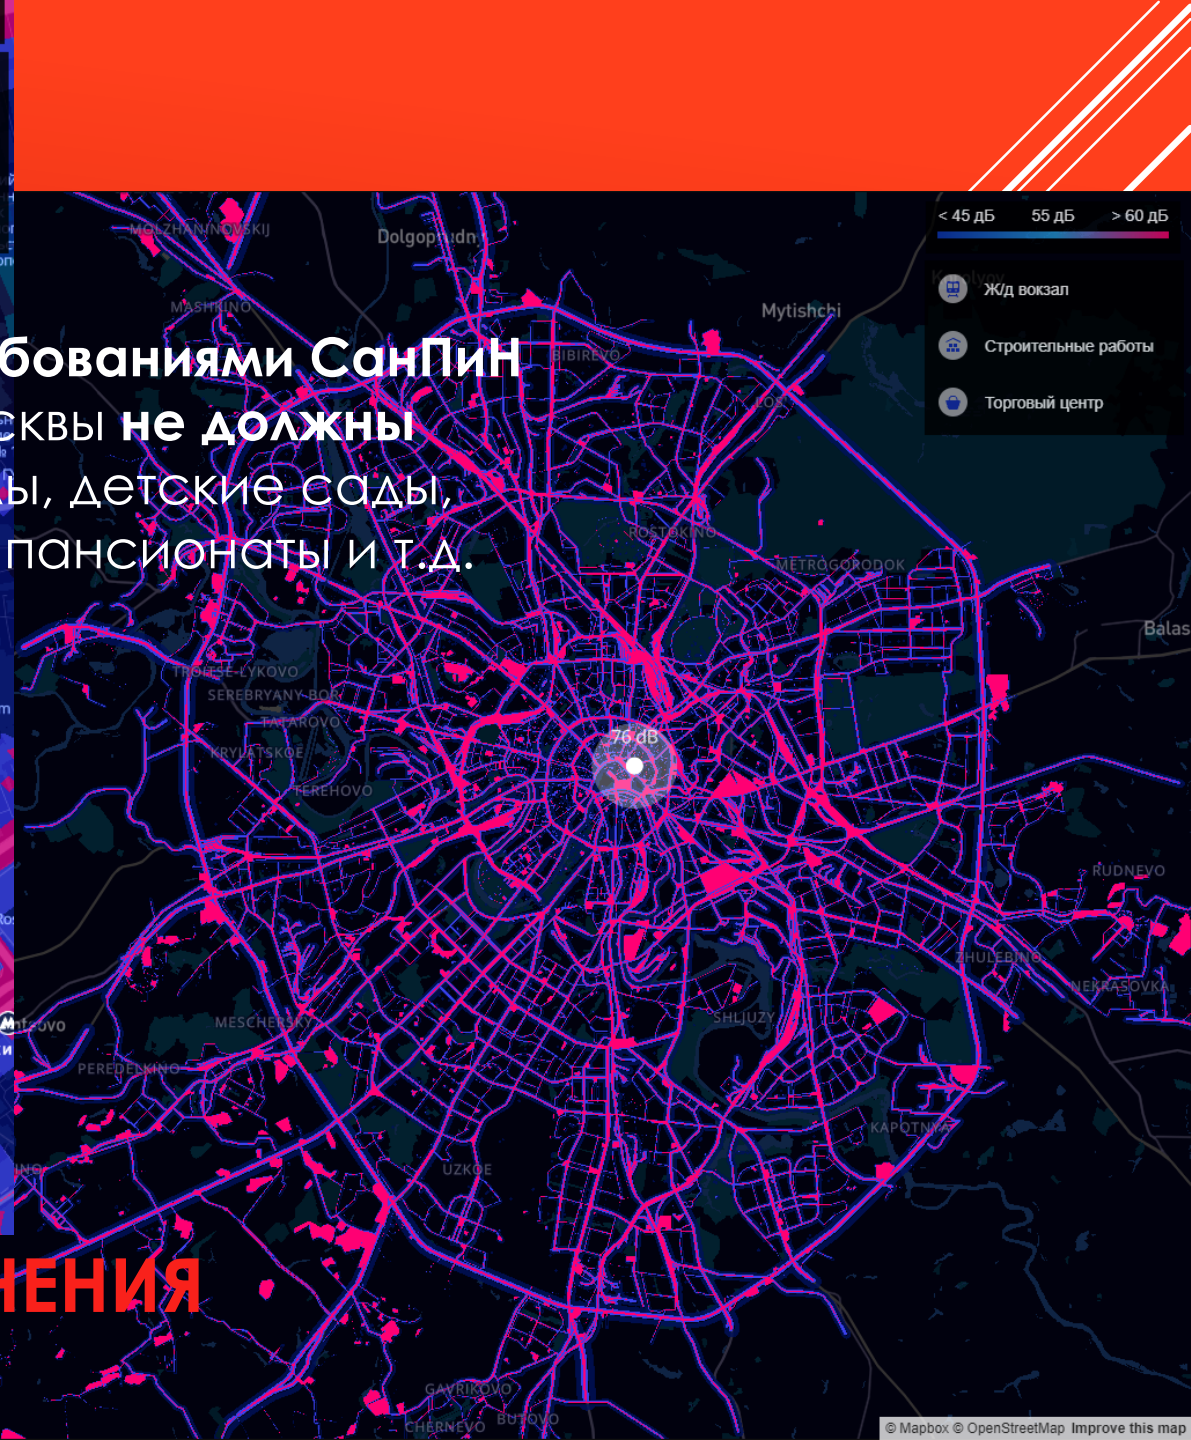 MOLZHANINOVSKIJ
Dolgoprudn
< 45 дБ 55 дБ > 60 дБ
Ж/д вокзал
Строительные работы
Торговый центр
MASHKINO
Mytishchi
бованиями СанПиН
BIBIREVO
LOS
сквы не должны
ы, детские сады,
пансионаты и т.д.
ROSTOKINO
METROGORODOK
Balas
TROITSE-LYKOVO
SEREBRYANY BOR
TATAROVO
76 dB
KRYLATSKOE
TEREHOVO
RUDNEVO
ZHULEBINO
NEKRASOVKA
MESCHERSKY
SHLJUZY
PEREDELKINO
KAPOTNYA
UZKOE
НЕНИЯ
GAVRIKOVO
CHERNEVO
BUTOVO
© Mapbox © OpenStreetMap Improve this map